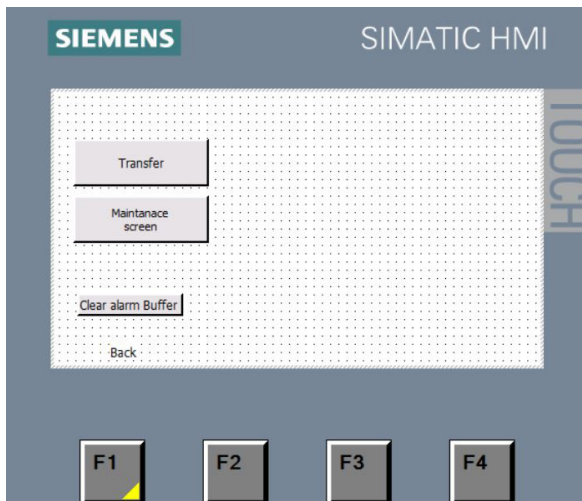 SIEMENS
SIMATIC HMI
TOUCH
Transfer
Maintanace
screen
Clear alarm Buffer
Back
F1
F2
F3
F4